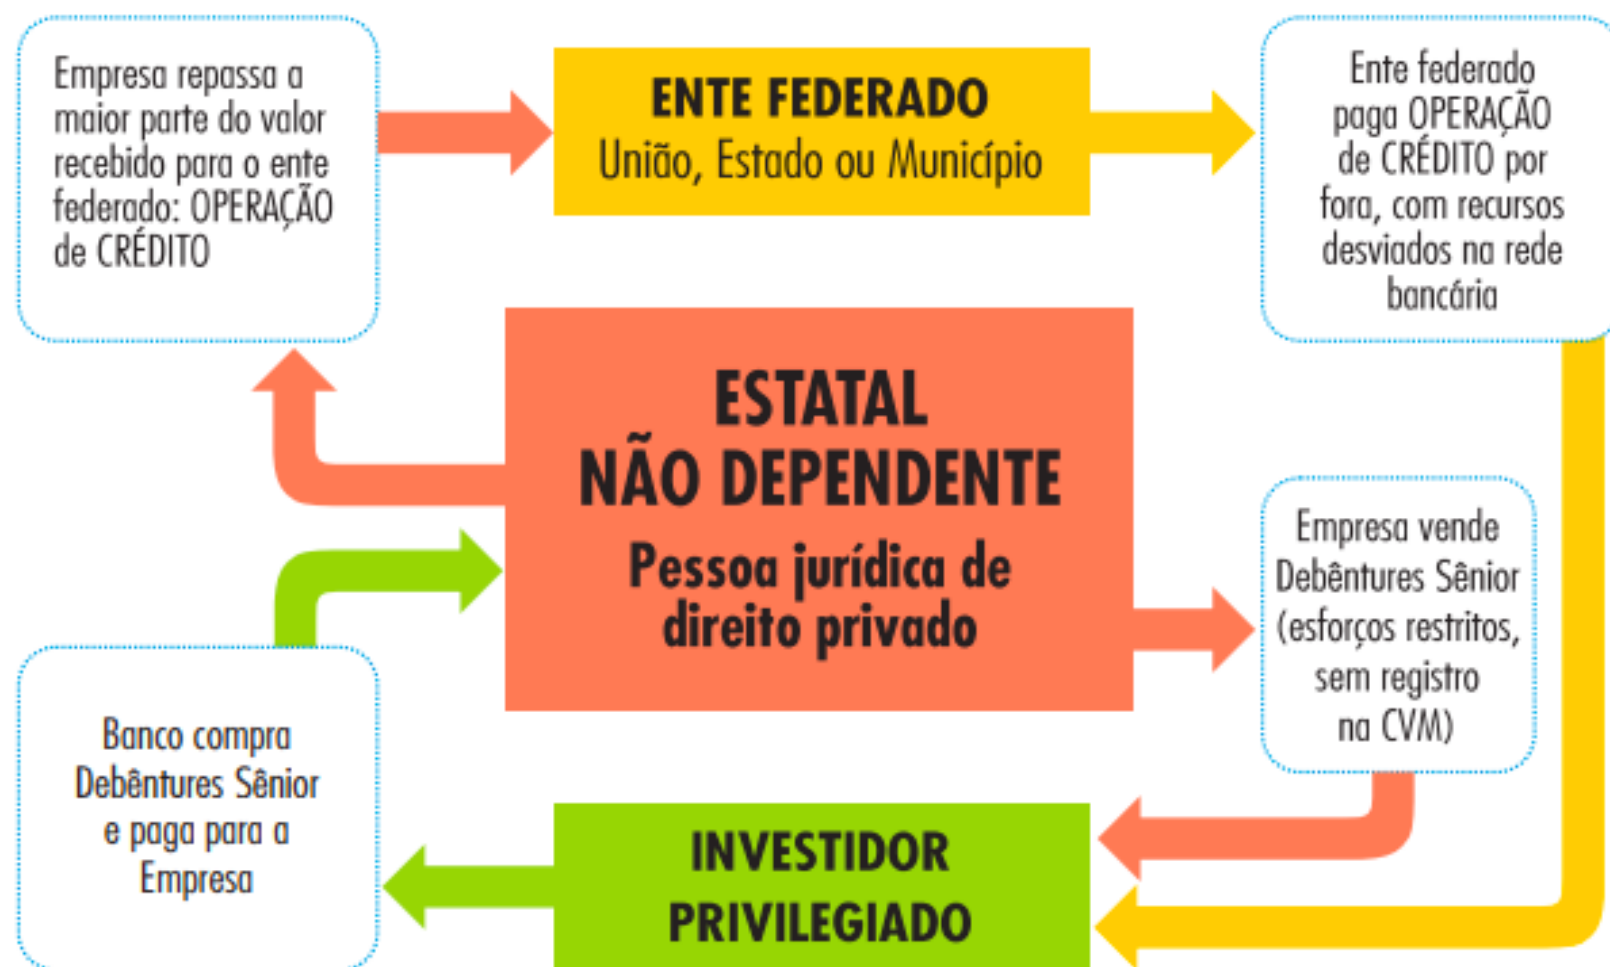 Empresa repassa a
maior parte do valor
recebido para o ente
federado: OPERAÇÃO
de CRÉDITO
ENTE FEDERADO
União, Estado ou Município
Ente federado
paga OPERAÇÃO
de CRÉDITO por
fora, com recursos
desviados na rede
bancária
ESTATAL
NÃO DEPENDENTE
Pessoa jurídica de
direito privado
Empresa vende
Debêntures Sênior
(esforços restritos,
sem registro
na CVM)
Banco compra
Debêntures Sênior
e paga para a
Empresa
INVESTIDOR
PRIVILEGIADO